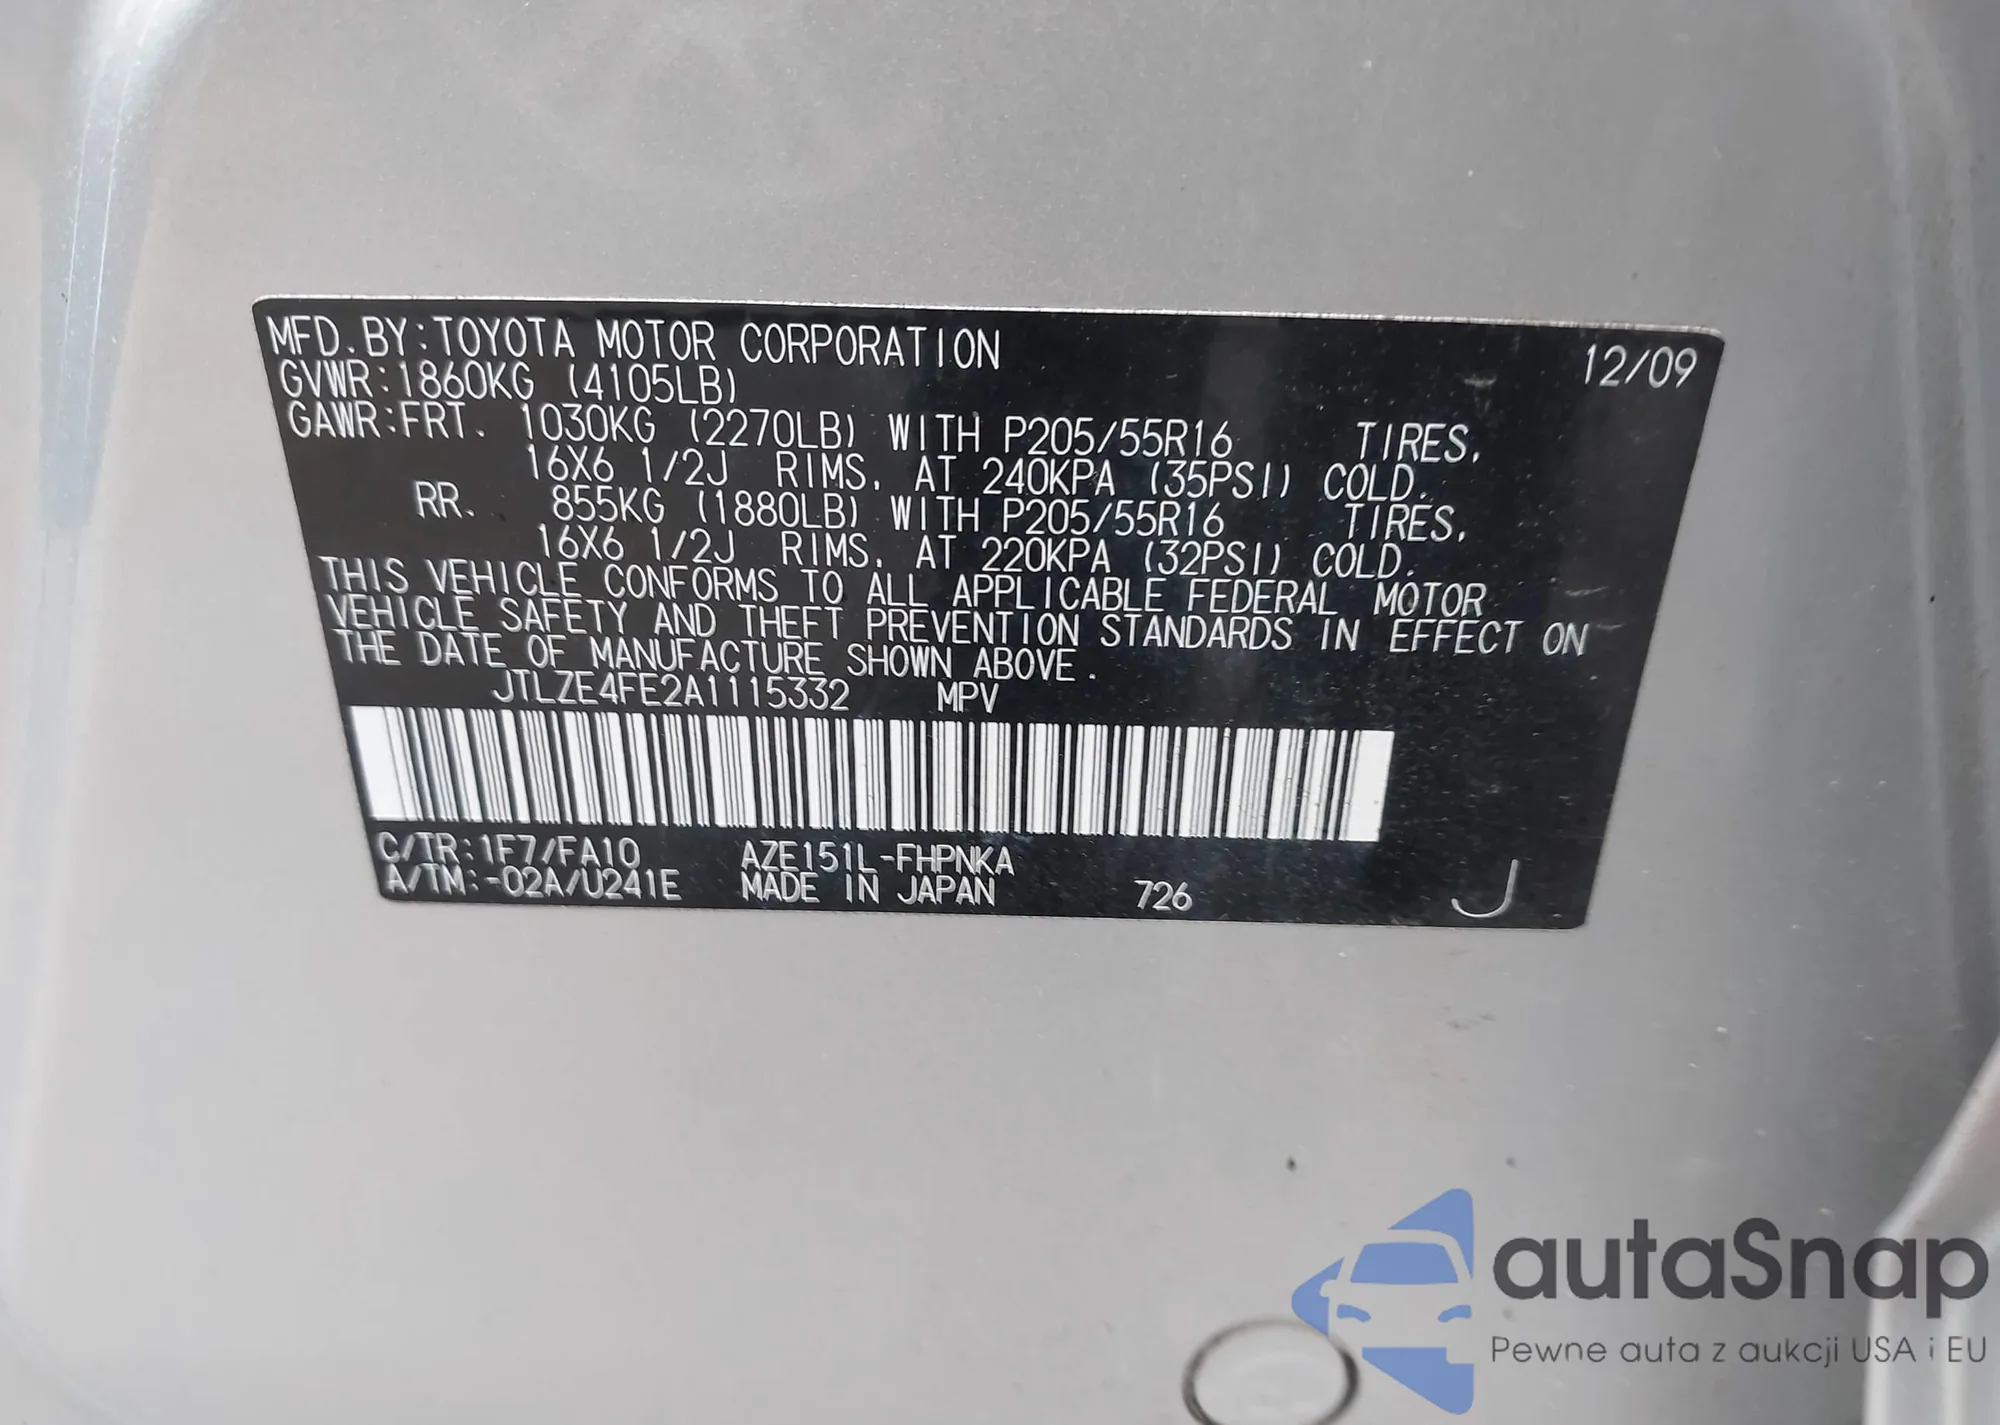 MFD. BY:TOYOTA MOTOR CORPORATION 12/09
GVWR:1860KG (4105LB)
GAWR:FRT. 1030KG (2270LB) WITH P205/55R16 TIRES,
16X6 1/2J RIMS, AT 240KPA (35PSI) COLD.
RR. 855KG (1880LB) WITH P205/55R16 TIRES,
16X6 1/2J RIMS, AT 220KPA (32PSI) COLD.
THIS VEHICLE CONFORMS TO ALL APPLICABLE FEDERAL MOTOR
VEHICLE SAFETY AND THEFT PREVENTION STANDARDS IN EFFECT ON
THE DATE OF MANUFACTURE SHOWN ABOVE.
JTLZE4FE2A1115332 MPV
C/TR:1F7/FA10 AZE151L-FHPNKA
A/TM:-02A/U241E MADE IN JAPAN 726 J
autaSnap
Pewne auta z aukcji USA i EU